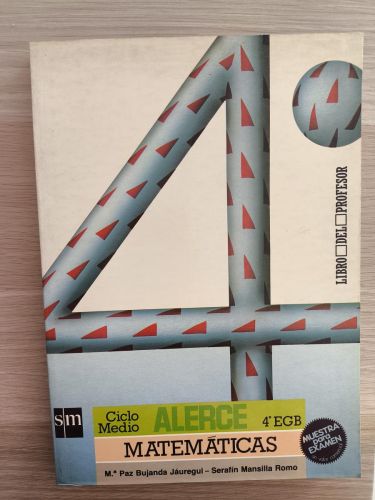 4º
LIBRO□DEL□PROFESOR
sm
Ciclo
Medio
ALERCE
4º EGB
MATEMÁTICAS
MUESTRA
para
EXAMEN
M.ª Paz Bujanda Jáuregui – Serafín Mansilla Romo